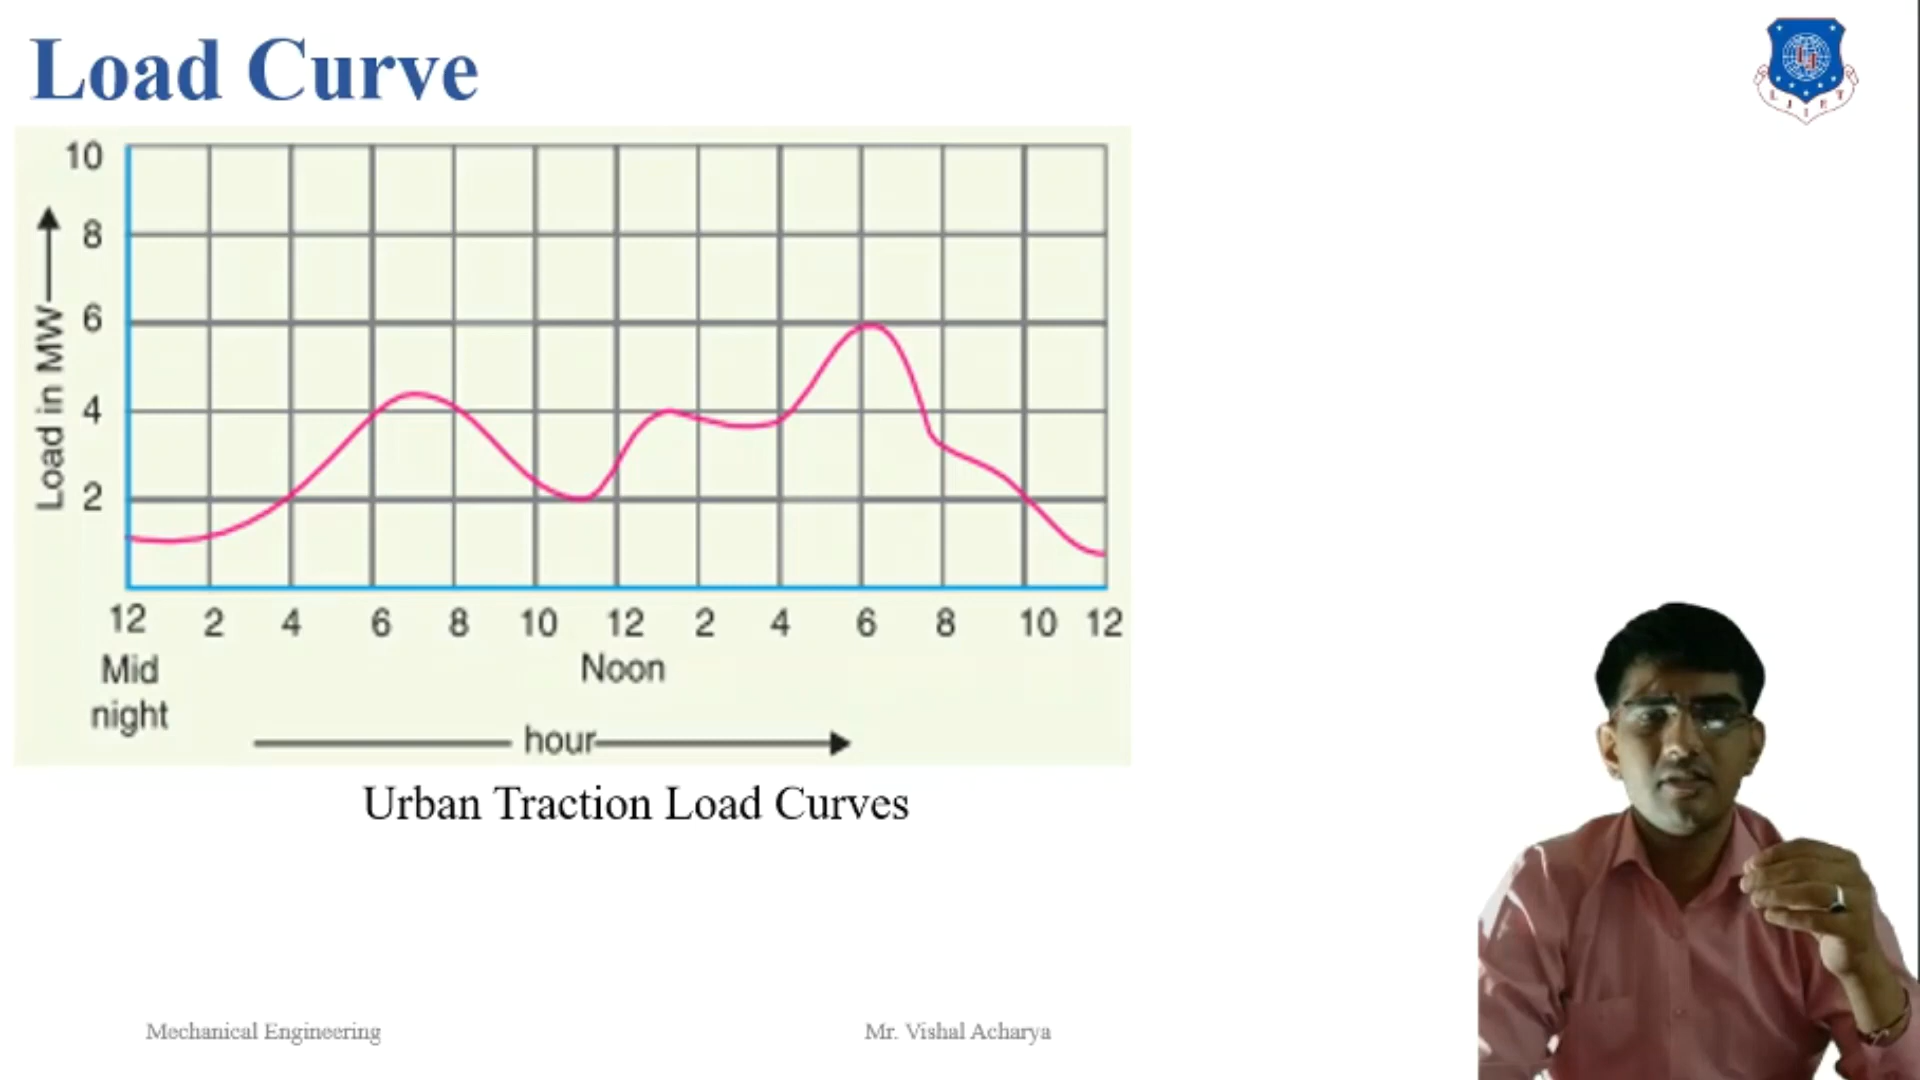 Load Curve
L J I E T
10
8
6
4
2
Load in MW
12 2 4 6 8 10 12 2 4 6 8 10 12
Mid Noon
night
hour
Urban Traction Load Curves
Mechanical Engineering Mr. Vishal Acharya